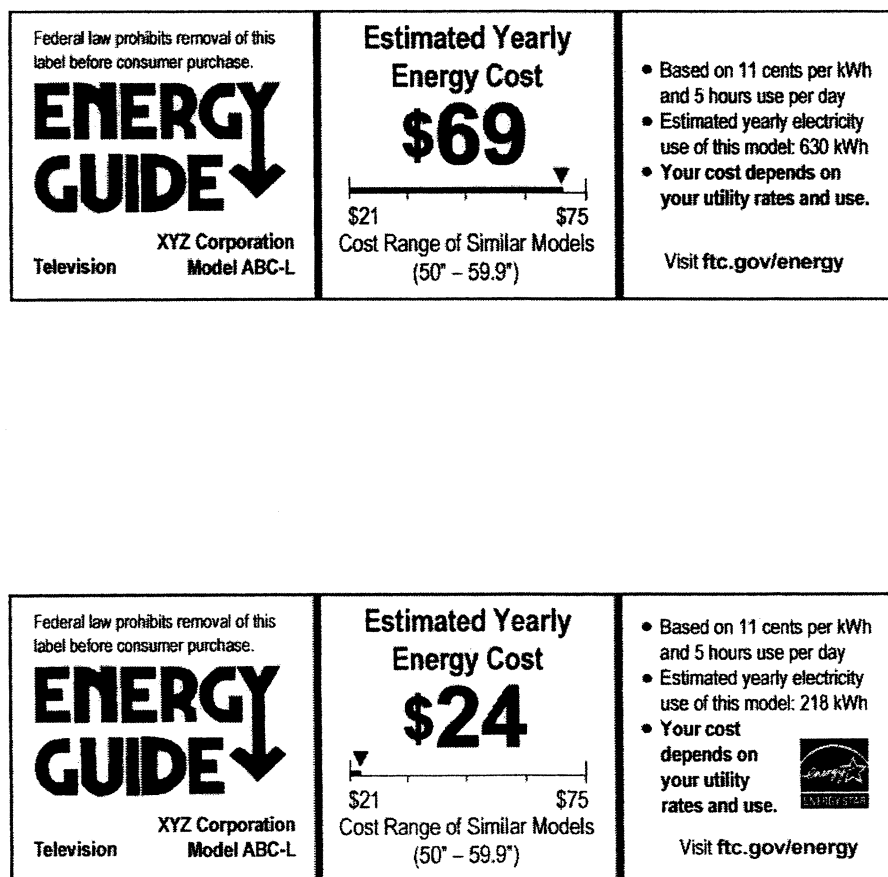 Federal law prohibits removal of this
label before consumer purchase.
ENERGY
GUIDE
XYZ Corporation
Television Model ABC-L
Estimated Yearly
Energy Cost
$69
$21 $75
Cost Range of Similar Models
(50" – 59.9")
• Based on 11 cents per kWh
and 5 hours use per day
• Estimated yearly electricity
use of this model: 630 kWh
• Your cost depends on
your utility rates and use.
Visit ftc.gov/energy
Federal law prohibits removal of this
label before consumer purchase.
ENERGY
GUIDE
XYZ Corporation
Television Model ABC-L
Estimated Yearly
Energy Cost
$24
$21 $75
Cost Range of Similar Models
(50" – 59.9")
• Based on 11 cents per kWh
and 5 hours use per day
• Estimated yearly electricity
use of this model: 218 kWh
• Your cost
depends on
your utility
rates and use.
energy
ENERGY STAR
Visit ftc.gov/energy